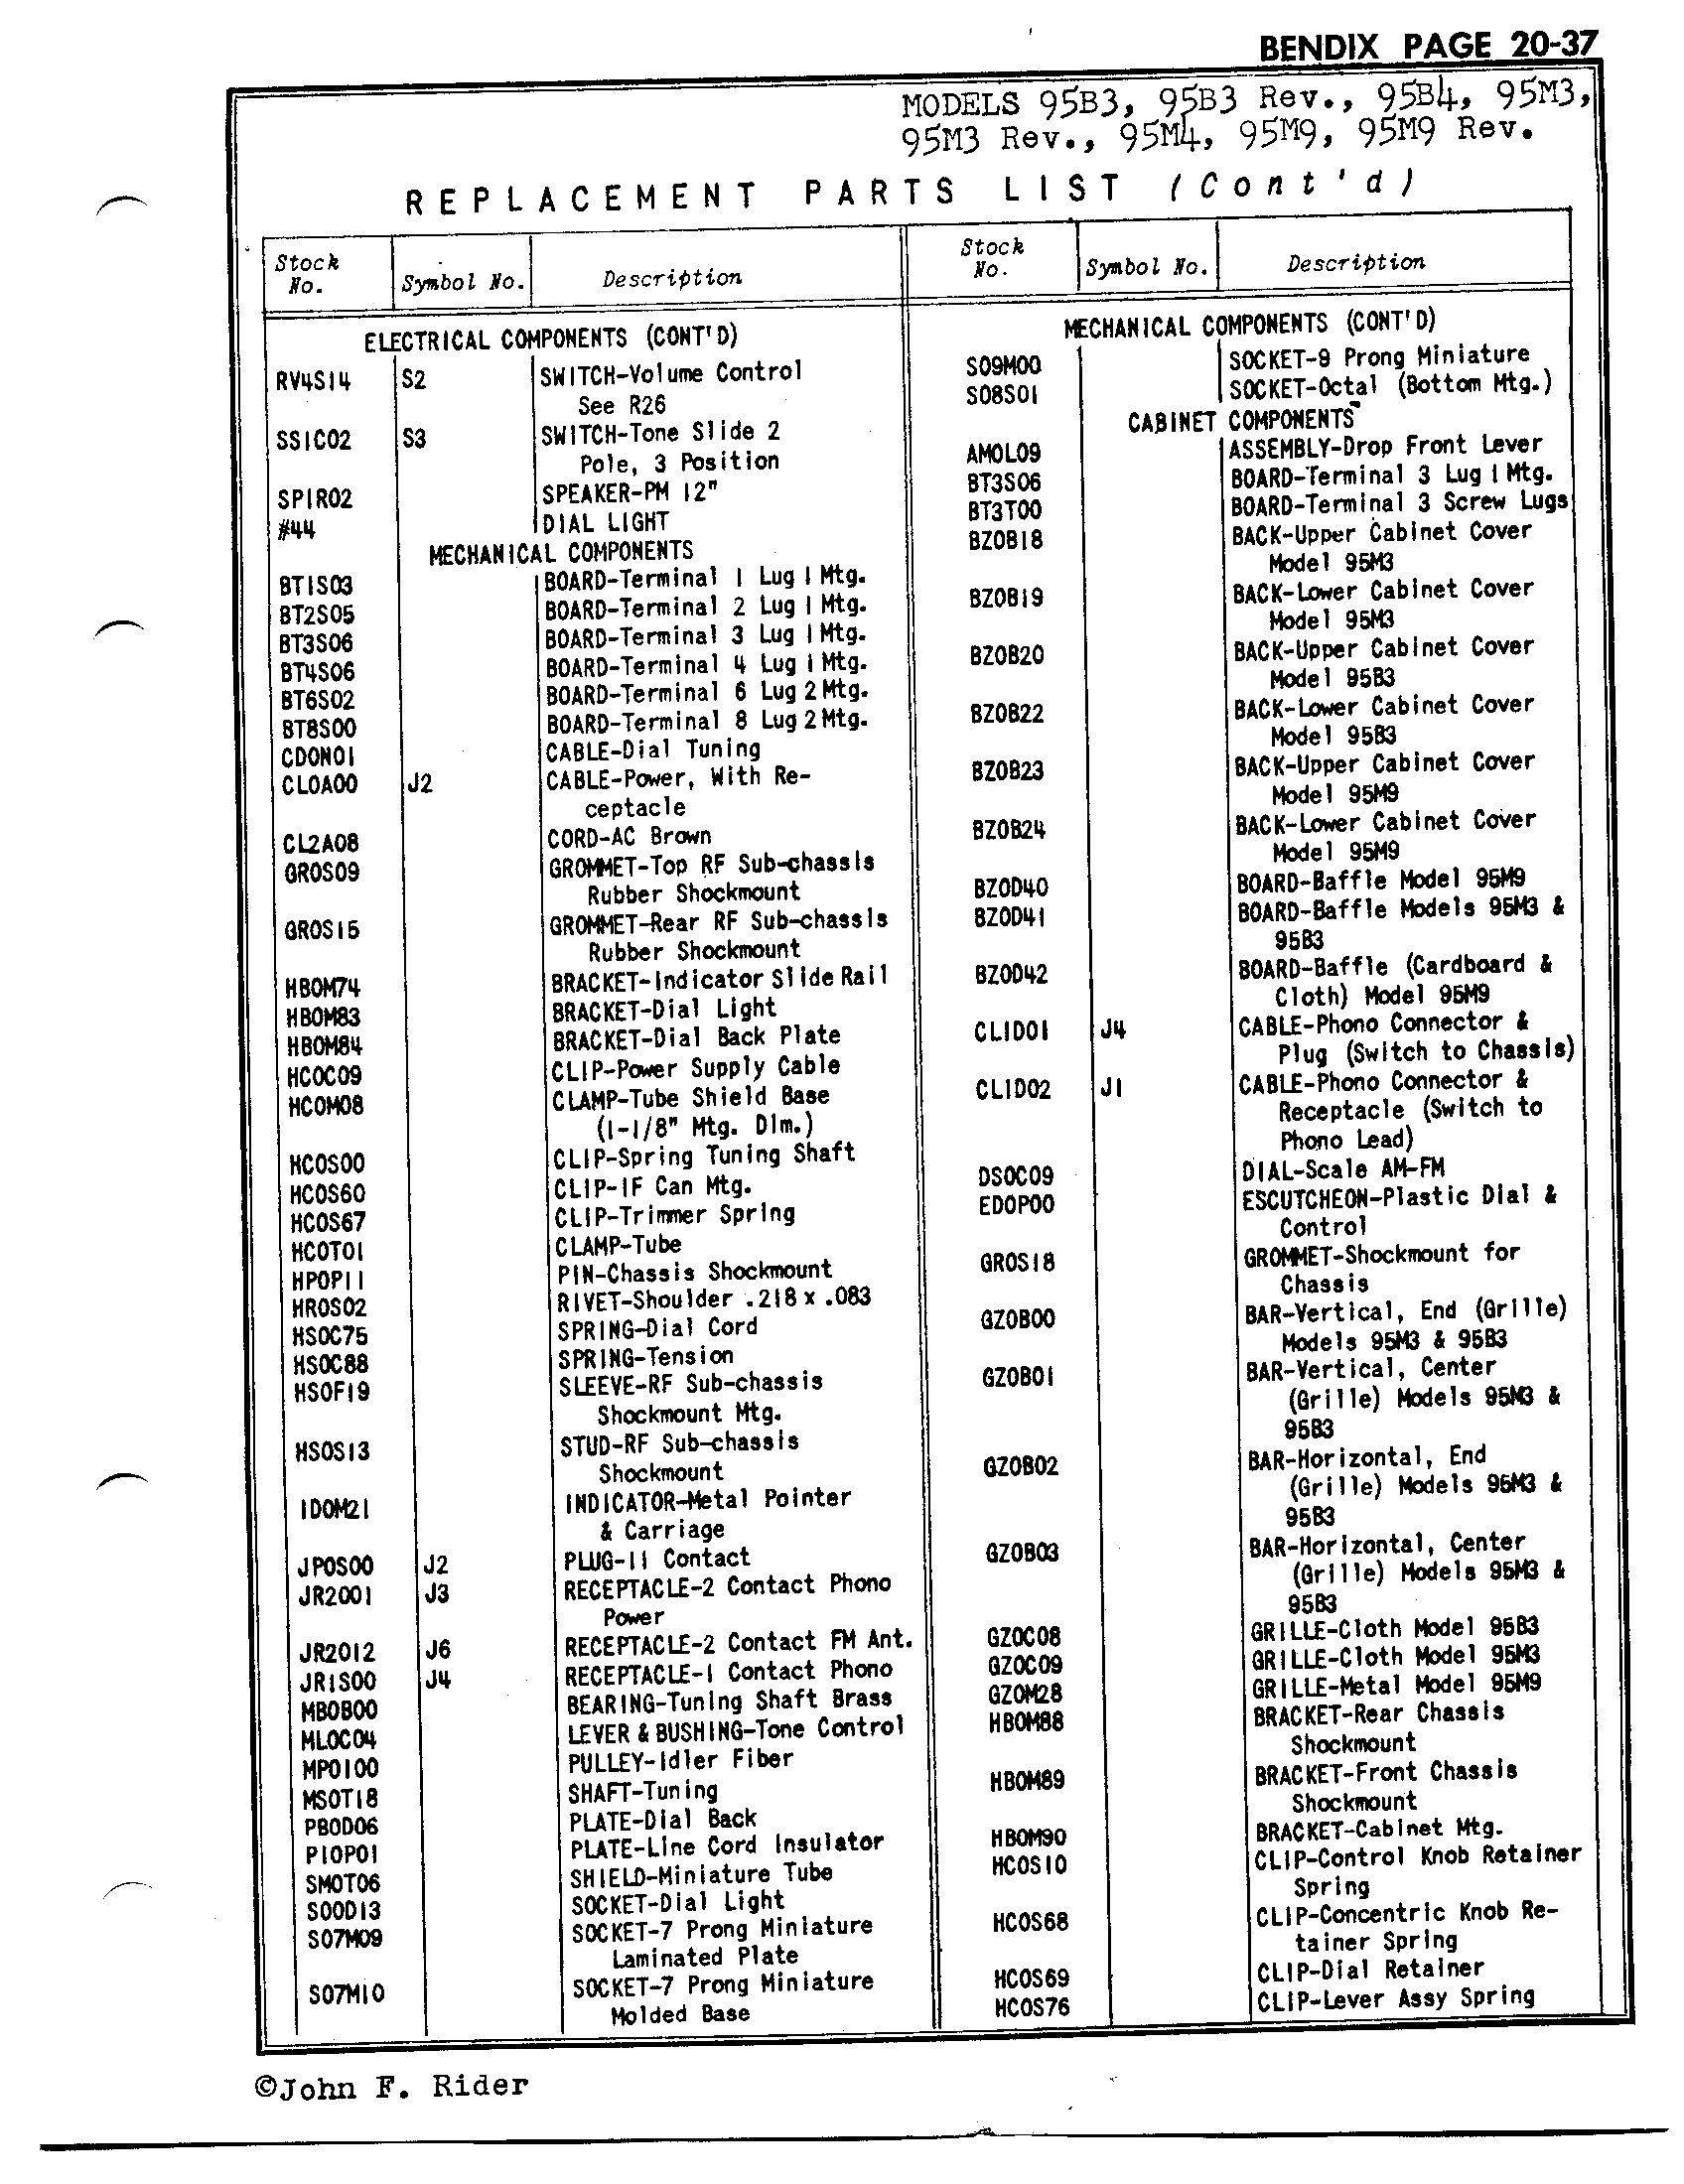 BENDIX PAGE 20-37
MODELS 95B3, 95B3 Rev., 95B4, 95M3,
95M3 Rev., 95M4, 95M9, 95M9 Rev.
REPLACEMENT PARTS LIST (Cont'd)
Stock No. Symbol No. Description
ELECTRICAL COMPONENTS (CONT'D)
RV4S14 S2 SWITCH-Volume Control
See R26
SS1C02 S3 SWITCH-Tone Slide 2
Pole, 3 Position
SP1R02 SPEAKER-PM 12"
#44 DIAL LIGHT
MECHANICAL COMPONENTS
BT1S03 BOARD-Terminal 1 Lug 1 Mtg.
BT2S05 BOARD-Terminal 2 Lug 1 Mtg.
BT3S06 BOARD-Terminal 3 Lug 1 Mtg.
BT4S06 BOARD-Terminal 4 Lug 1 Mtg.
BT6S02 BOARD-Terminal 6 Lug 2 Mtg.
BT8S00 BOARD-Terminal 8 Lug 2 Mtg.
CD0N01 CABLE-Dial Tuning
CL0A00 J2 CABLE-Power, With Re-
ceptacle
CL2A08 CORD-AC Brown
GR0S09 GROMMET-Top RF Sub-chassis
Rubber Shockmount
GR0S15 GROMMET-Rear RF Sub-chassis
Rubber Shockmount
HB0M74 BRACKET-Indicator Slide Rail
HB0M83 BRACKET-Dial Light
HB0M84 BRACKET-Dial Back Plate
HC0C09 CLIP-Power Supply Cable
HC0M08 CLAMP-Tube Shield Base
(1-1/8" Mtg. Dim.)
HC0S00 CLIP-Spring Tuning Shaft
HC0S60 CLIP-IF Can Mtg.
HC0S67 CLIP-Trimmer Spring
HC0T01 CLAMP-Tube
HP0P11 PIN-Chassis Shockmount
HR0S02 RIVET-Shoulder .218 x .083
HS0C75 SPRING-Dial Cord
HS0C88 SPRING-Tension
HS0F19 SLEEVE-RF Sub-chassis
Shockmount Mtg.
HS0S13 STUD-RF Sub-chassis
Shockmount
ID0M21 INDICATOR-Metal Pointer
& Carriage
JP0S00 J2 PLUG-11 Contact
JR2001 J3 RECEPTACLE-2 Contact Phono
Power
JR2012 J6 RECEPTACLE-2 Contact FM Ant.
JR1S00 J4 RECEPTACLE-1 Contact Phono
MB0B00 BEARING-Tuning Shaft Brass
ML0C04 LEVER & BUSHING-Tone Control
MP0100 PULLEY-Idler Fiber
MS0T18 SHAFT-Tuning
PB0D06 PLATE-Dial Back
PI0P01 PLATE-Line Cord Insulator
SM0T06 SHIELD-Miniature Tube
SO0D13 SOCKET-Dial Light
SO7M09 SOCKET-7 Prong Miniature
Laminated Plate
SO7M10 SOCKET-7 Prong Miniature
Molded Base
Stock No. Symbol No. Description
MECHANICAL COMPONENTS (CONT'D)
SO9M00 SOCKET-9 Prong Miniature
SO8S01 SOCKET-Octal (Bottom Mtg.)
CABINET COMPONENTS
AM0L09 ASSEMBLY-Drop Front Lever
BT3S06 BOARD-Terminal 3 Lug 1 Mtg.
BT3T00 BOARD-Terminal 3 Screw Lugs
BZ0B18 BACK-Upper Cabinet Cover
Model 95M3
BZ0B19 BACK-Lower Cabinet Cover
Model 95M3
BZ0B20 BACK-Upper Cabinet Cover
Model 95B3
BZ0B22 BACK-Lower Cabinet Cover
Model 95B3
BZ0B23 BACK-Upper Cabinet Cover
Model 95M9
BZ0B24 BACK-Lower Cabinet Cover
Model 95M9
BZ0D40 BOARD-Baffle Model 95M9
BZ0D41 BOARD-Baffle Models 95M3 &
95B3
BZ0D42 BOARD-Baffle (Cardboard &
Cloth) Model 95M9
CL1D01 J4 CABLE-Phono Connector &
Plug (Switch to Chassis)
CL1D02 J1 CABLE-Phono Connector &
Receptacle (Switch to
Phono Lead)
DS0C09 DIAL-Scale AM-FM
ED0P00 ESCUTCHEON-Plastic Dial &
Control
GR0S18 GROMMET-Shockmount for
Chassis
GZ0B00 BAR-Vertical, End (Grille)
Models 95M3 & 95B3
GZ0B01 BAR-Vertical, Center
(Grille) Models 95M3 &
95B3
GZ0B02 BAR-Horizontal, End
(Grille) Models 95M3 &
95B3
GZ0B03 BAR-Horizontal, Center
(Grille) Models 95M3 &
95B3
GZ0C08 GRILLE-Cloth Model 95B3
GZ0C09 GRILLE-Cloth Model 95M3
GZ0M28 GRILLE-Metal Model 95M9
HB0M88 BRACKET-Rear Chassis
Shockmount
HB0M89 BRACKET-Front Chassis
Shockmount
HB0M90 BRACKET-Cabinet Mtg.
HC0S10 CLIP-Control Knob Retainer
Spring
HC0S68 CLIP-Concentric Knob Re-
tainer Spring
HC0S69 CLIP-Dial Retainer
HC0S76 CLIP-Lever Assy Spring
©John F. Rider